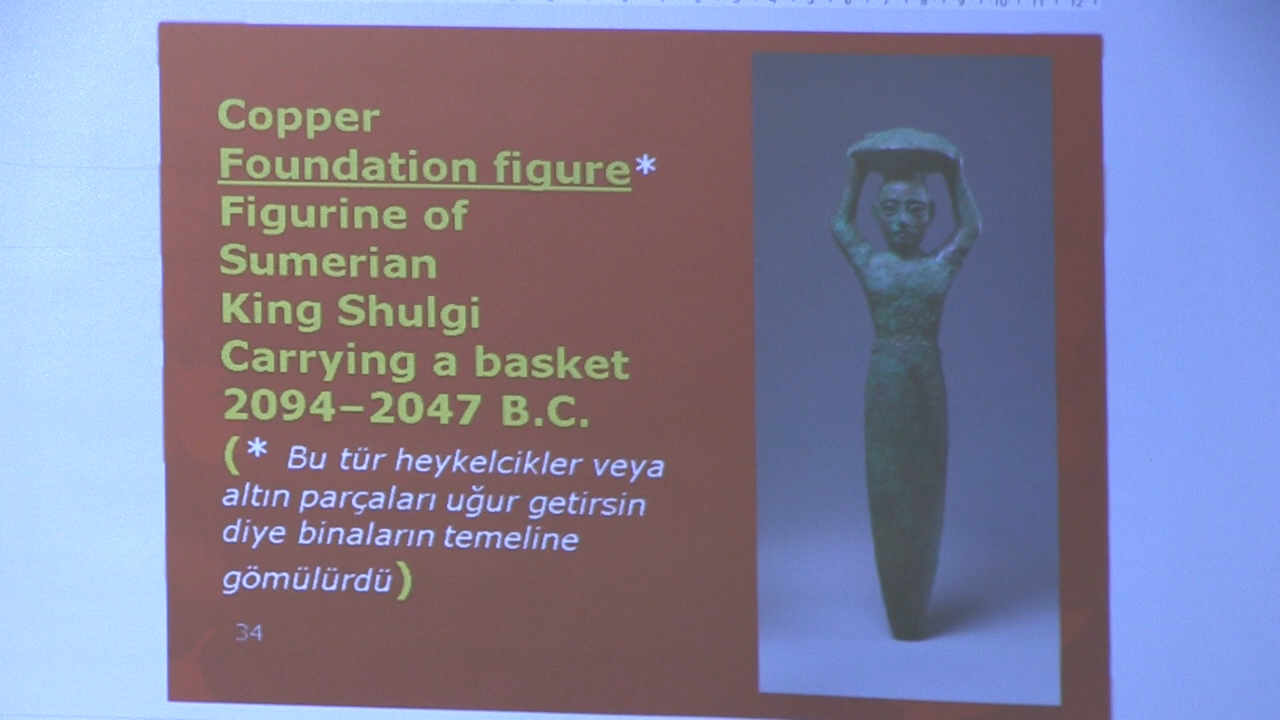 Copper
Foundation figure*
Figurine of
Sumerian
King Shulgi
Carrying a basket
2094–2047 B.C.
(* Bu tür heykelcikler veya
altın parçaları uğur getirsin
diye binaların temeline
gömülürdü)
34